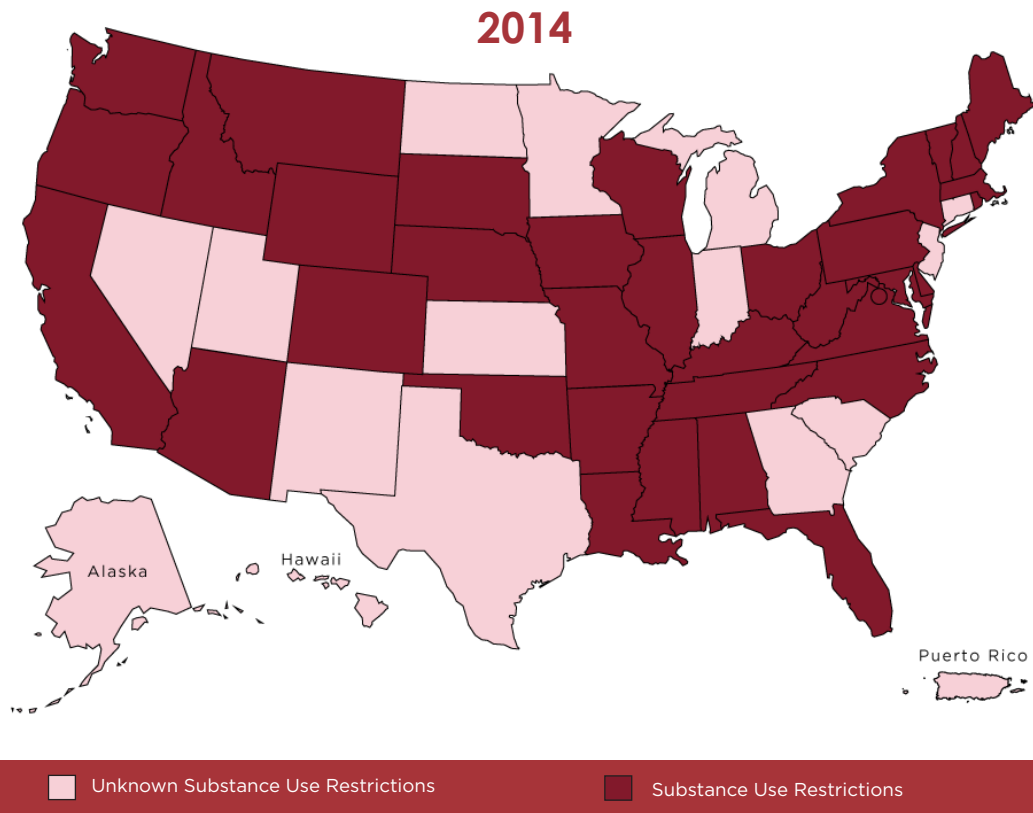 2014
Alaska
Hawaii
Puerto Rico
Unknown Substance Use Restrictions
Substance Use Restrictions